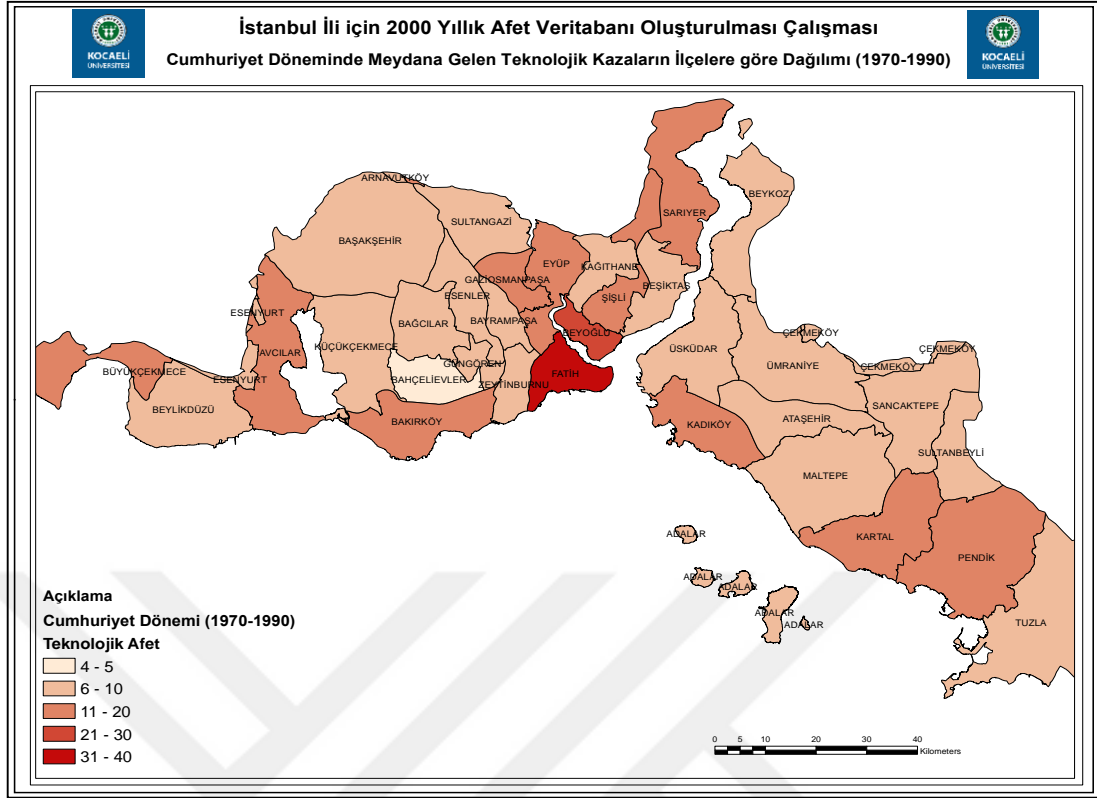 İstanbul İli için 2000 Yıllık Afet Veritabanı Oluşturulması Çalışması
Cumhuriyet Döneminde Meydana Gelen Teknolojik Kazaların İlçelere göre Dağılımı (1970-1990)
KOCAELİ
ÜNİVERSİTESİ
KOCAELİ
ÜNİVERSİTESİ
ARNAVUTKÖY
BEYKOZ
SARIYER
SULTANGAZİ
BAŞAKŞEHİR
EYÜP
KAĞITHANE
GAZİOSMANPAŞA
BEŞİKTAŞ
ESENLER
ŞİŞLİ
ESENYURT
BAĞCILAR
BAYRAMPAŞA
BEYOĞLU
ÇEKMEKÖY
KÜÇÜKÇEKMECE
ÜSKÜDAR
ÇEKMEKÖY
AVCILAR
GÜNGÖREN
ÜMRANİYE
ÇEKMEKÖY
BÜYÜKÇEKMECE
ESENYURT
BAHÇELİEVLER
ZEYTİNBURNU
FATİH
BEYLİKDÜZÜ
SANCAKTEPE
BAKIRKÖY
KADIKÖY
ATAŞEHİR
SULTANBEYLİ
MALTEPE
ADALAR
KARTAL
PENDİK
ADALAR
ADALAR
ADALAR
ADALAR
TUZLA
Açıklama
Cumhuriyet Dönemi (1970-1990)
Teknolojik Afet
4 - 5
6 - 10
11 - 20
21 - 30
31 - 40
0 5 10 20 30 40
Kilometers